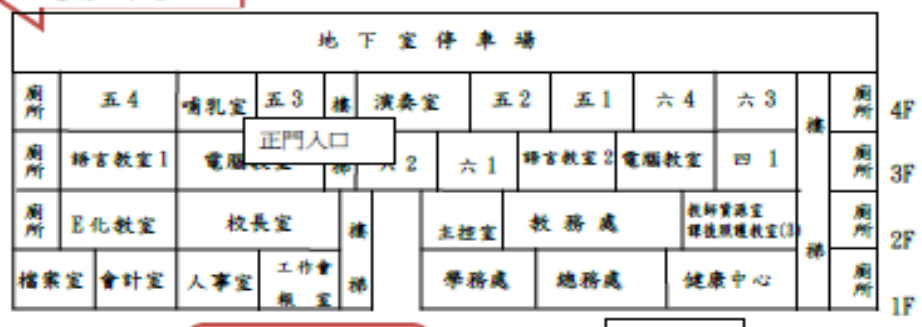 地下室停車場
廁所 五4 哺乳室 五3 樓 演奏室 五2 五1 六4 六3 樓 廁所 4F
正門入口
廁所 語言教室1 電腦 梯 六2 六1 語言教室2 電腦教室 四1 廁所 3F
廁所 E化教室 校長室 樓 主控室 教務處 教師資源室 課後照護教室(3) 廁所 2F
檔案室 會計室 人事室 工作會報室 梯 學務處 總務處 健康中心 梯 廁所 1F